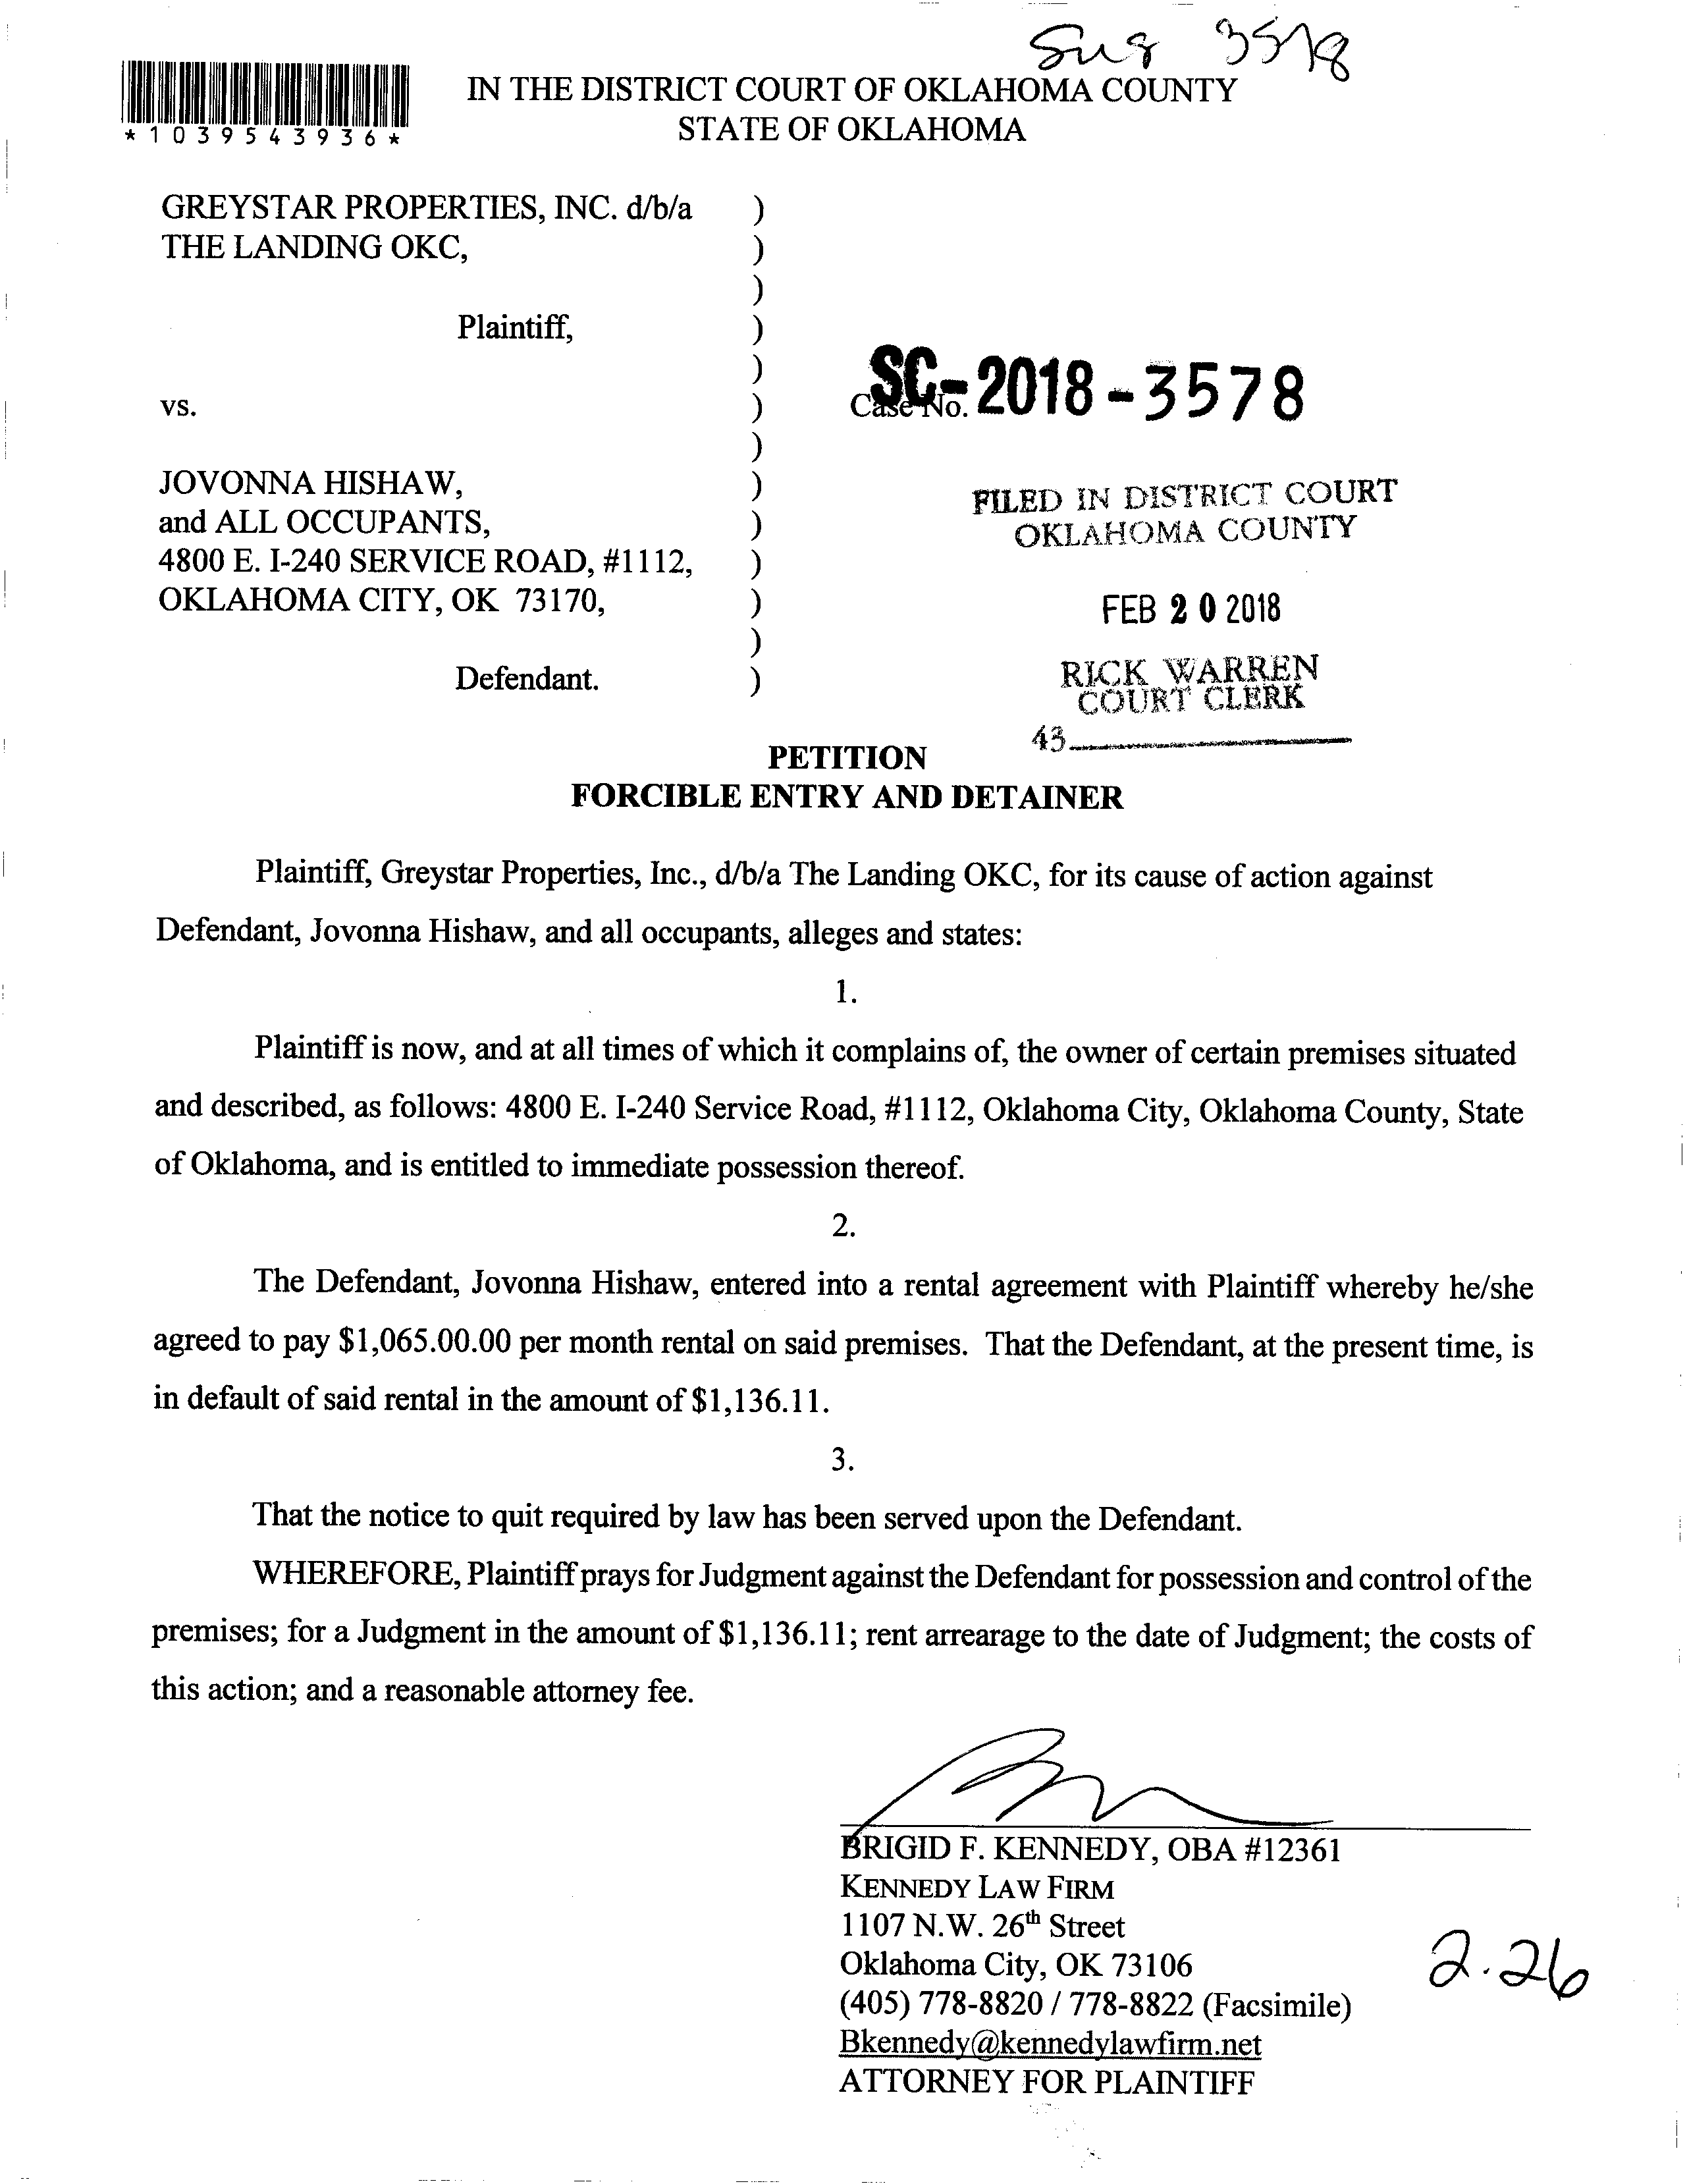 3578
IN THE DISTRICT COURT OF OKLAHOMA COUNTY
STATE OF OKLAHOMA
*1039543936*
GREYSTAR PROPERTIES, INC. d/b/a )
THE LANDING OKC, )
)
Plaintiff, )
)
vs. )
)
JOVONNA HISHAW, )
and ALL OCCUPANTS, )
4800 E. I-240 SERVICE ROAD, #1112, )
OKLAHOMA CITY, OK 73170, )
)
Defendant. )
Case No. SC-2018-3578
FILED IN DISTRICT COURT
OKLAHOMA COUNTY
FEB 20 2018
RICK WARREN
COURT CLERK
43
PETITION
FORCIBLE ENTRY AND DETAINER
Plaintiff, Greystar Properties, Inc., d/b/a The Landing OKC, for its cause of action against
Defendant, Jovonna Hishaw, and all occupants, alleges and states:
1.
Plaintiff is now, and at all times of which it complains of, the owner of certain premises situated
and described, as follows: 4800 E. I-240 Service Road, #1112, Oklahoma City, Oklahoma County, State
of Oklahoma, and is entitled to immediate possession thereof.
2.
The Defendant, Jovonna Hishaw, entered into a rental agreement with Plaintiff whereby he/she
agreed to pay $1,065.00.00 per month rental on said premises. That the Defendant, at the present time, is
in default of said rental in the amount of $1,136.11.
3.
That the notice to quit required by law has been served upon the Defendant.
WHEREFORE, Plaintiff prays for Judgment against the Defendant for possession and control of the
premises; for a Judgment in the amount of $1,136.11; rent arrearage to the date of Judgment; the costs of
this action; and a reasonable attorney fee.
BRIGID F. KENNEDY, OBA #12361
KENNEDY LAW FIRM
1107 N.W. 26th Street
Oklahoma City, OK 73106
(405) 778-8820 / 778-8822 (Facsimile)
Bkennedy@kennedylawfirm.net
ATTORNEY FOR PLAINTIFF
2.26